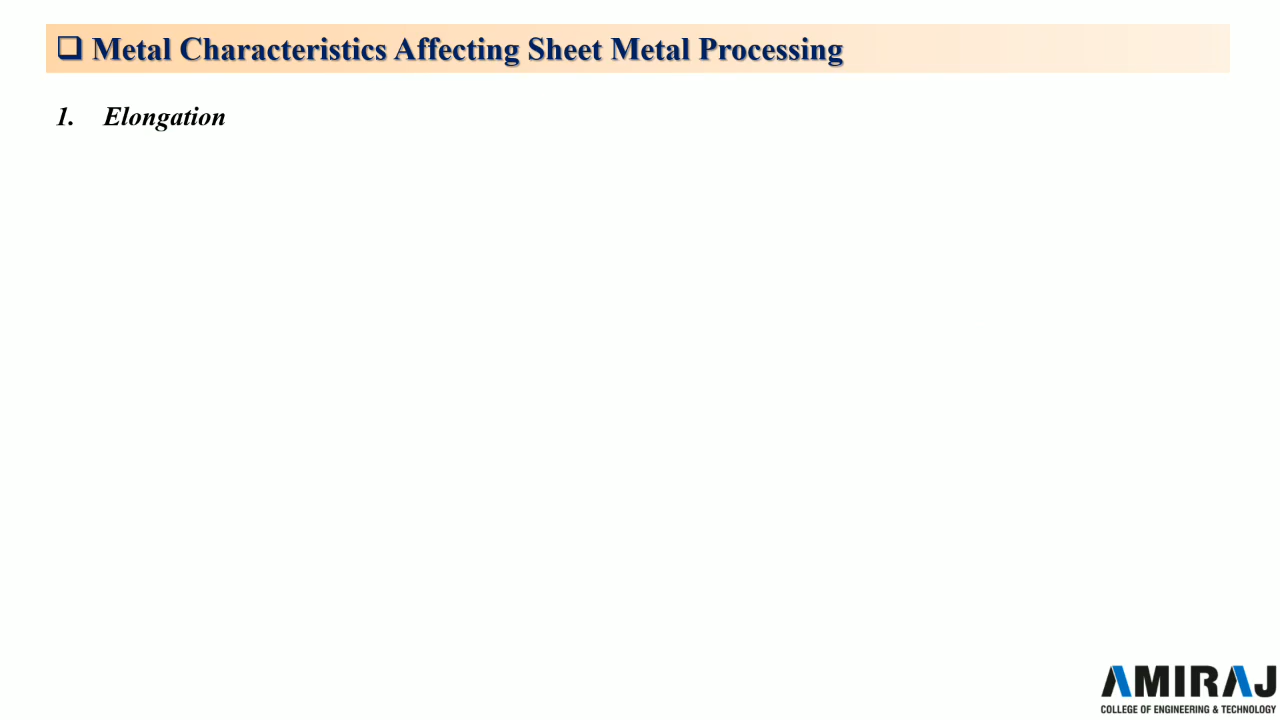 ❑ Metal Characteristics Affecting Sheet Metal Processing
1. Elongation
AMIRAJ
COLLEGE OF ENGINEERING & TECHNOLOGY